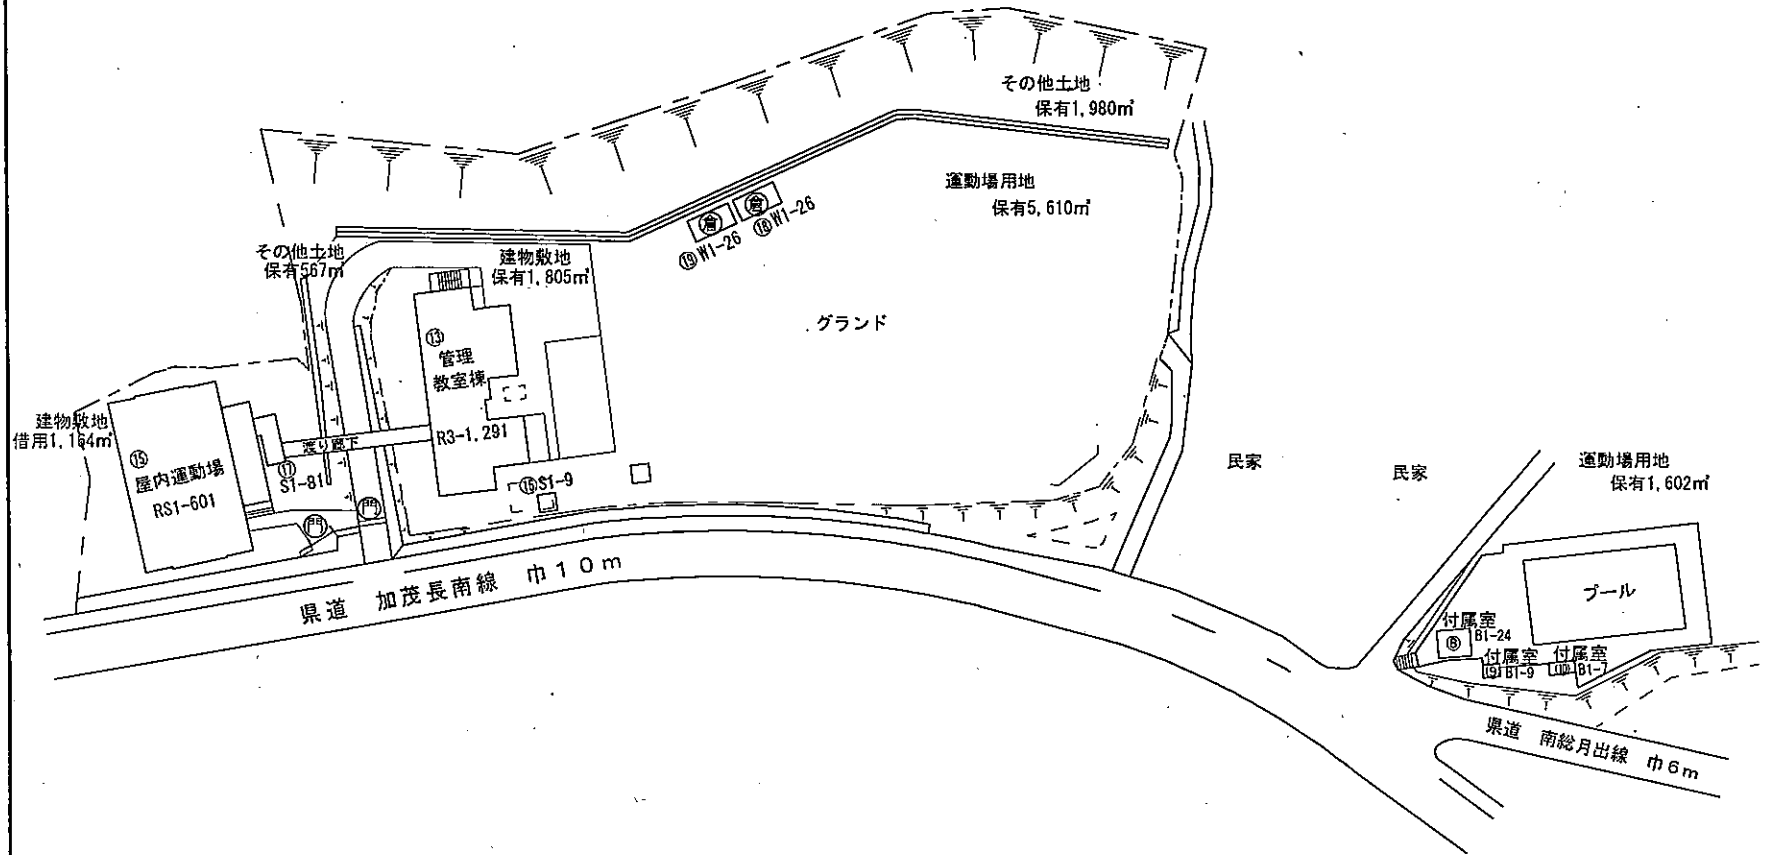 その他土地
保有1,980㎡
運動場用地
保有5,610㎡
倉
倉
⑲W1-26
⑱W1-26
その他土地
保有567㎡
建物敷地
保有1,805㎡
グランド
⑬
管理
教室棟
R3-1,291
建物敷地
借用1,164㎡
⑮
屋内運動場
RS1-601
渡り廊下
⑰
S1-81
⑯S1-9
門
門
民家
民家
運動場用地
保有1,602㎡
プール
付属室
⑧
B1-24
付属室
⑨B1-9
付属室
⑩B1-7
県道 加茂長南線 巾10m
県道 南総月出線 巾6m